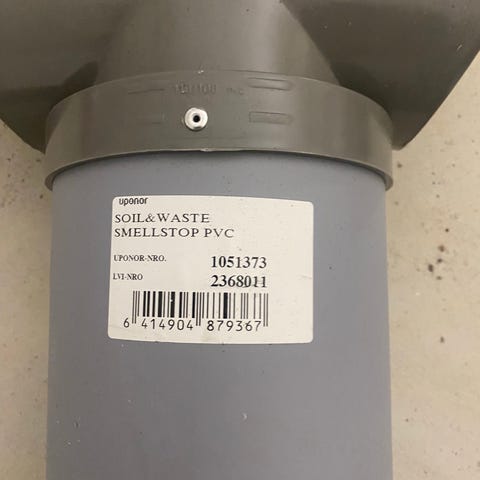 uponor
SOIL&WASTE
SMELLSTOP PVC
UPONOR-NRO. 1051373
LVI-NRO 2368011
6 414904 879367